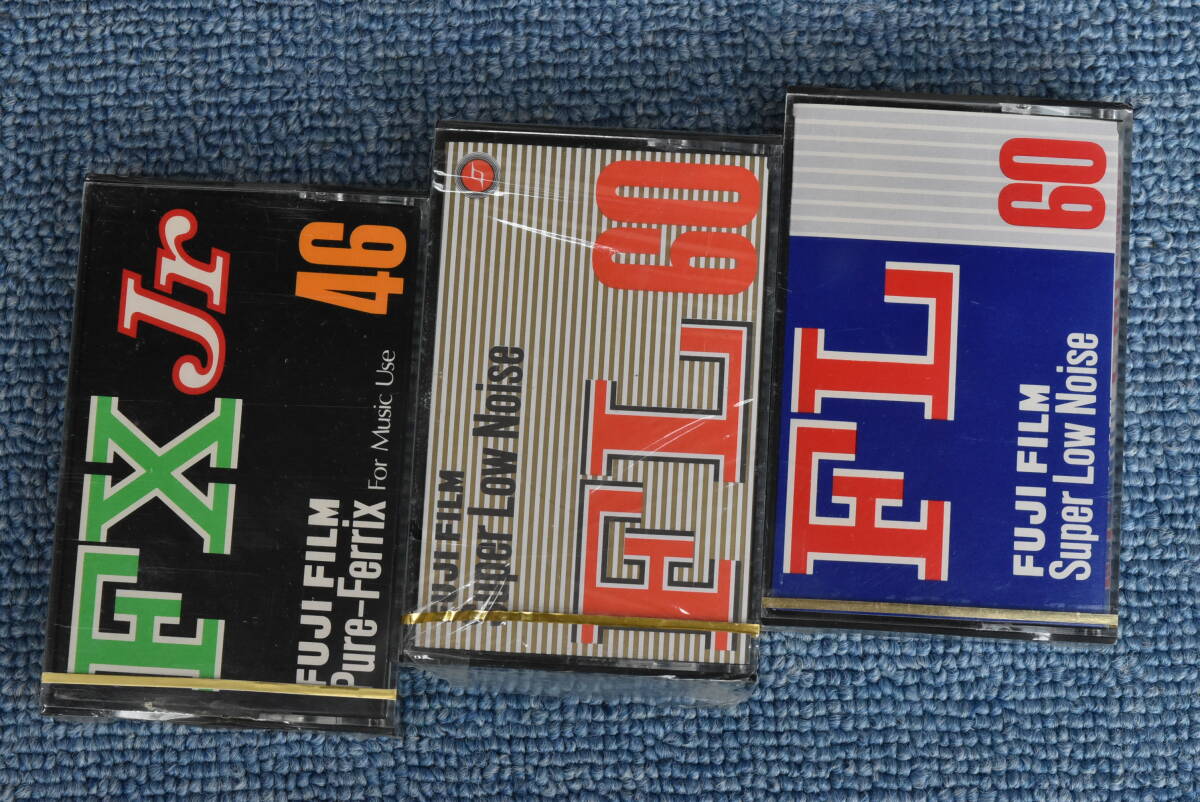 FX Jr
46
FUJI FILM
Pure-Ferrix For Music Use
FL 60
FUJI FILM
Super Low Noise
60
FL
FUJI FILM
Super Low Noise